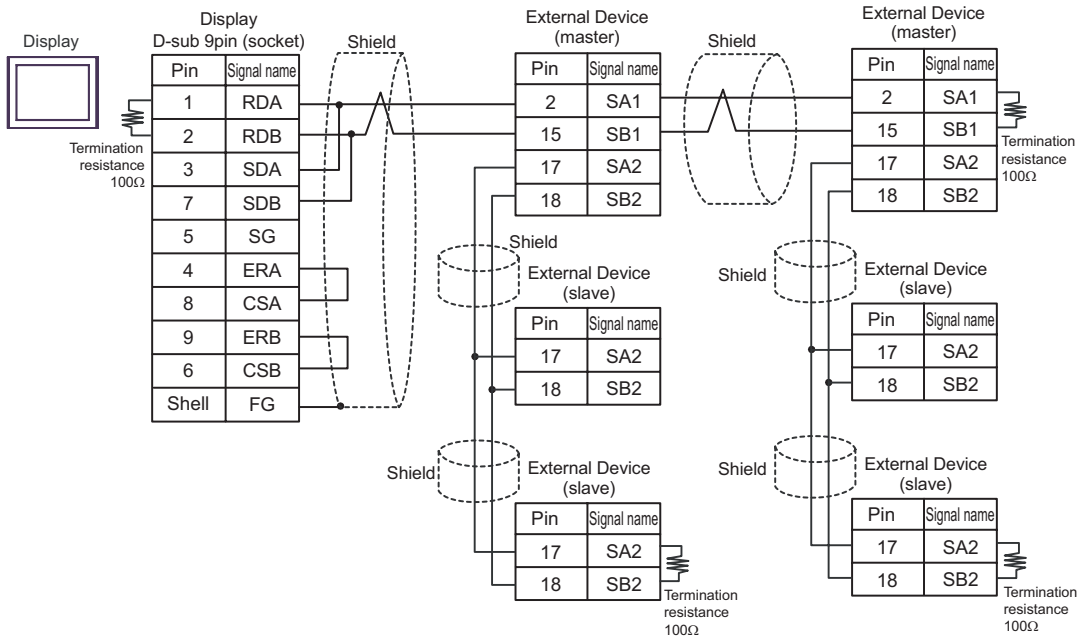 Display
Display
D-sub 9pin (socket)
Pin Signal name
1 RDA
2 RDB
3 SDA
7 SDB
5 SG
4 ERA
8 CSA
9 ERB
6 CSB
Shell FG
Termination
resistance
100Ω
Shield
External Device
(master)
Pin Signal name
2 SA1
15 SB1
17 SA2
18 SB2
Shield
External Device
(master)
Pin Signal name
2 SA1
15 SB1
17 SA2
18 SB2
Termination
resistance
100Ω
Shield
External Device
(slave)
Pin Signal name
17 SA2
18 SB2
Shield
External Device
(slave)
Pin Signal name
17 SA2
18 SB2
Shield
External Device
(slave)
Pin Signal name
17 SA2
18 SB2
Termination
resistance
100Ω
Shield
External Device
(slave)
Pin Signal name
17 SA2
18 SB2
Termination
resistance
100Ω